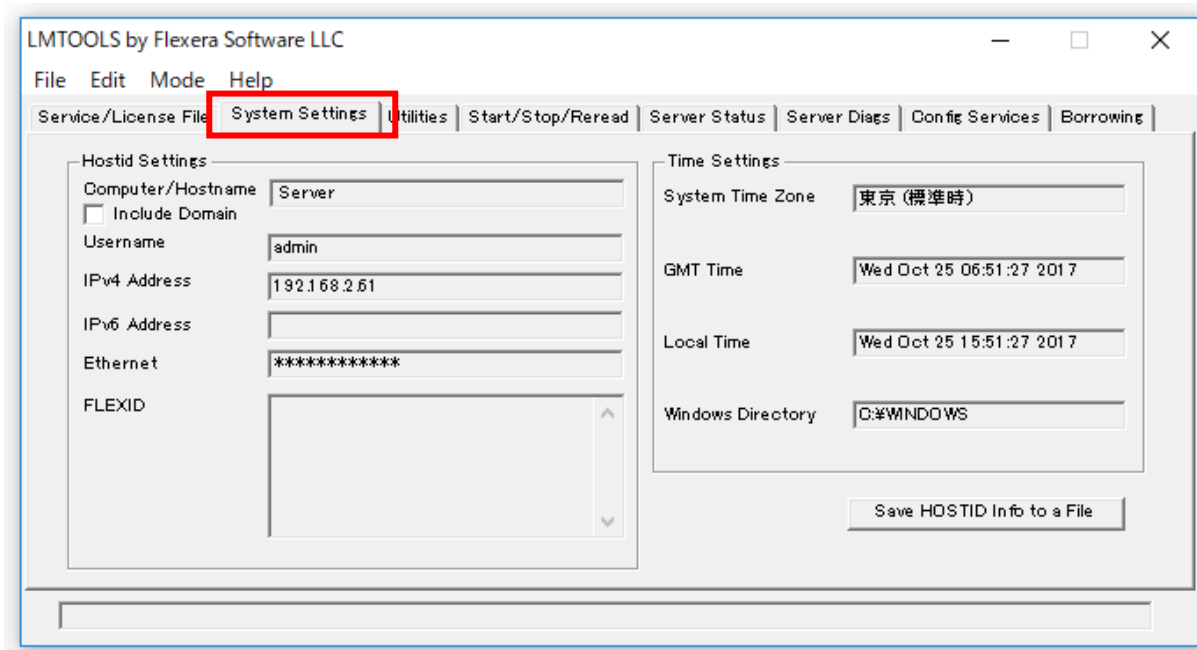 LMTOOLS by Flexera Software LLC
File Edit Mode Help
Service/License File System Settings Utilities Start/Stop/Reread Server Status Server Diags Config Services Borrowing
Hostid Settings
Computer/Hostname Server
Include Domain
Username admin
IPv4 Address 192.168.2.61
IPv6 Address
Ethernet ************
FLEXID
Time Settings
System Time Zone 東京 (標準時)
GMT Time Wed Oct 25 06:51:27 2017
Local Time Wed Oct 25 15:51:27 2017
Windows Directory C:¥WINDOWS
Save HOSTID Info to a File